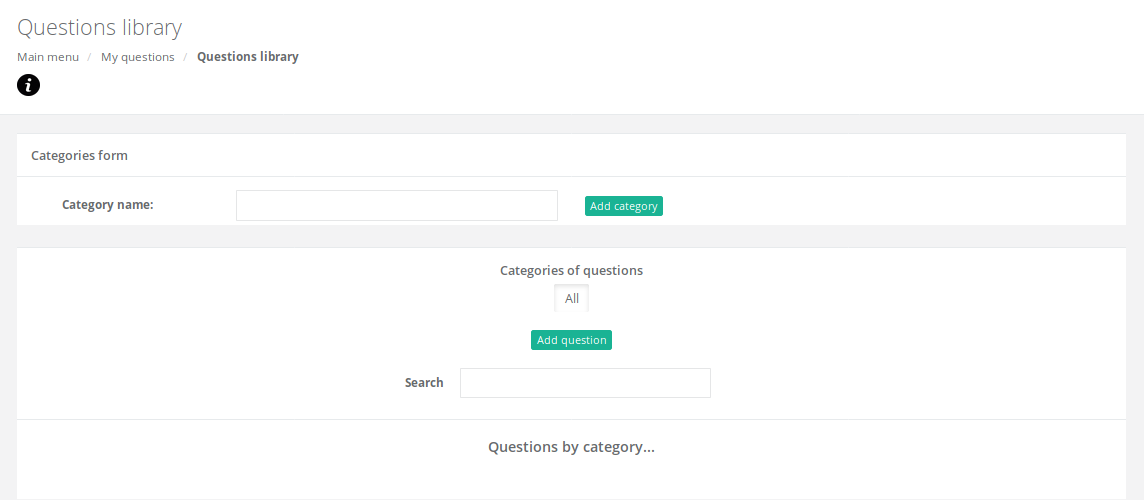 Questions library
Main menu / My questions / Questions library
i
Categories form
Category name: Add category
Categories of questions
All
Add question
Search
Questions by category...